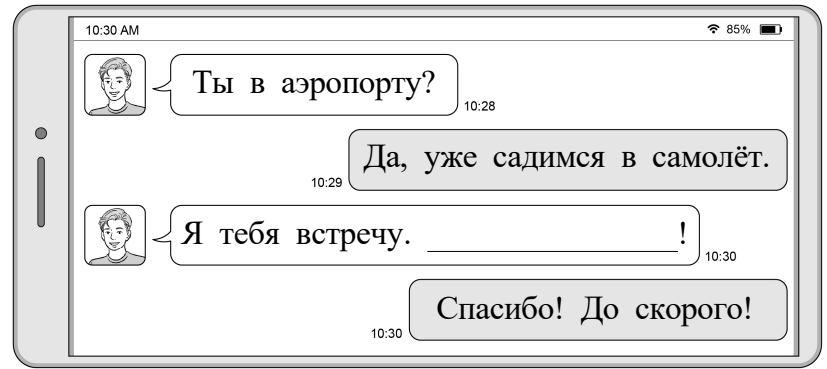 10:30 AM 85%
Ты в аэропорту?
10:28
Да, уже садимся в самолёт.
10:29
Я тебя встречу. __________________!
10:30
Спасибо! До скорого!
10:30